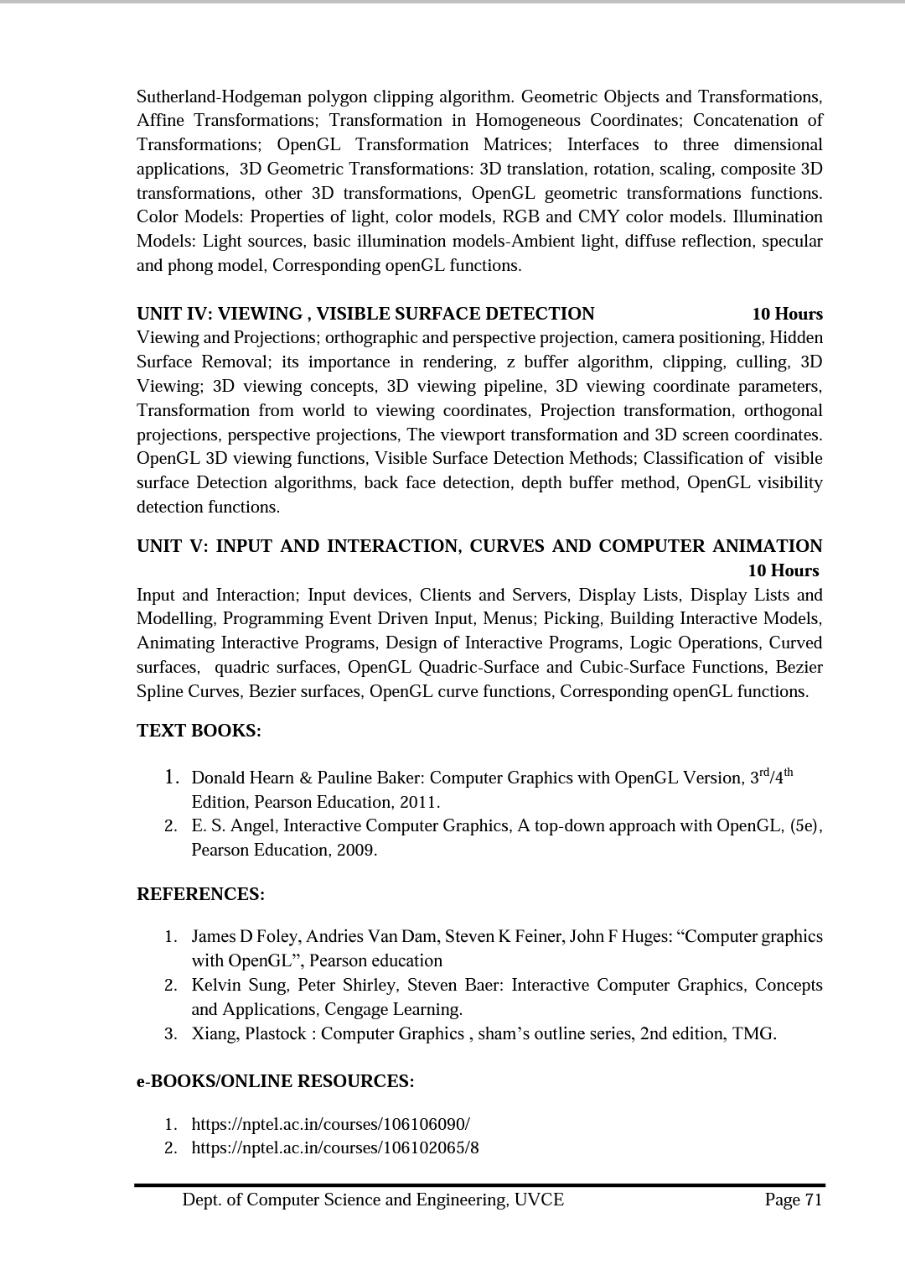 Sutherland-Hodgeman polygon clipping algorithm. Geometric Objects and Transformations,
Affine Transformations; Transformation in Homogeneous Coordinates; Concatenation of
Transformations; OpenGL Transformation Matrices; Interfaces to three dimensional
applications, 3D Geometric Transformations: 3D translation, rotation, scaling, composite 3D
transformations, other 3D transformations, OpenGL geometric transformations functions.
Color Models: Properties of light, color models, RGB and CMY color models. Illumination
Models: Light sources, basic illumination models-Ambient light, diffuse reflection, specular
and phong model, Corresponding openGL functions.
UNIT IV: VIEWING , VISIBLE SURFACE DETECTION 10 Hours
Viewing and Projections; orthographic and perspective projection, camera positioning, Hidden
Surface Removal; its importance in rendering, z buffer algorithm, clipping, culling, 3D
Viewing; 3D viewing concepts, 3D viewing pipeline, 3D viewing coordinate parameters,
Transformation from world to viewing coordinates, Projection transformation, orthogonal
projections, perspective projections, The viewport transformation and 3D screen coordinates.
OpenGL 3D viewing functions, Visible Surface Detection Methods; Classification of visible
surface Detection algorithms, back face detection, depth buffer method, OpenGL visibility
detection functions.
UNIT V: INPUT AND INTERACTION, CURVES AND COMPUTER ANIMATION
10 Hours
Input and Interaction; Input devices, Clients and Servers, Display Lists, Display Lists and
Modelling, Programming Event Driven Input, Menus; Picking, Building Interactive Models,
Animating Interactive Programs, Design of Interactive Programs, Logic Operations, Curved
surfaces, quadric surfaces, OpenGL Quadric-Surface and Cubic-Surface Functions, Bezier
Spline Curves, Bezier surfaces, OpenGL curve functions, Corresponding openGL functions.
TEXT BOOKS:
1. Donald Hearn & Pauline Baker: Computer Graphics with OpenGL Version, 3rd/4th
Edition, Pearson Education, 2011.
2. E. S. Angel, Interactive Computer Graphics, A top-down approach with OpenGL, (5e),
Pearson Education, 2009.
REFERENCES:
1. James D Foley, Andries Van Dam, Steven K Feiner, John F Huges: “Computer graphics
with OpenGL”, Pearson education
2. Kelvin Sung, Peter Shirley, Steven Baer: Interactive Computer Graphics, Concepts
and Applications, Cengage Learning.
3. Xiang, Plastock : Computer Graphics , sham’s outline series, 2nd edition, TMG.
e-BOOKS/ONLINE RESOURCES:
1. https://nptel.ac.in/courses/106106090/
2. https://nptel.ac.in/courses/106102065/8
Dept. of Computer Science and Engineering, UVCE Page 71